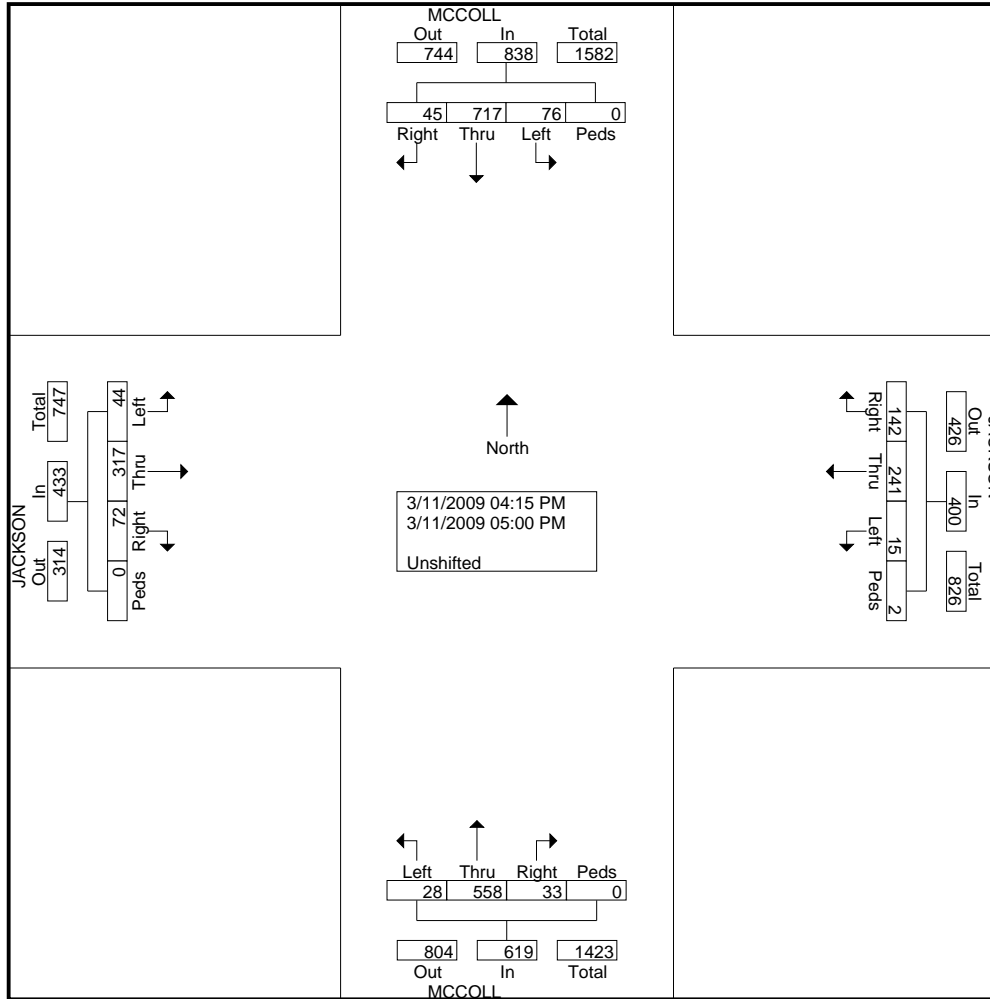 MCCOLL
Out In Total
744 838 1582
45 717 76 0
Right Thru Left Peds
JACKSON
Total In Out
747 433 314
44 317 72 0
Left Thru Right Peds
North
3/11/2009 04:15 PM
3/11/2009 05:00 PM
Unshifted
Right Thru Left Peds
142 241 15 2
Out In Total
426 400 826
Left Thru Right Peds
28 558 33 0
804 619 1423
Out In Total
MCCOLL